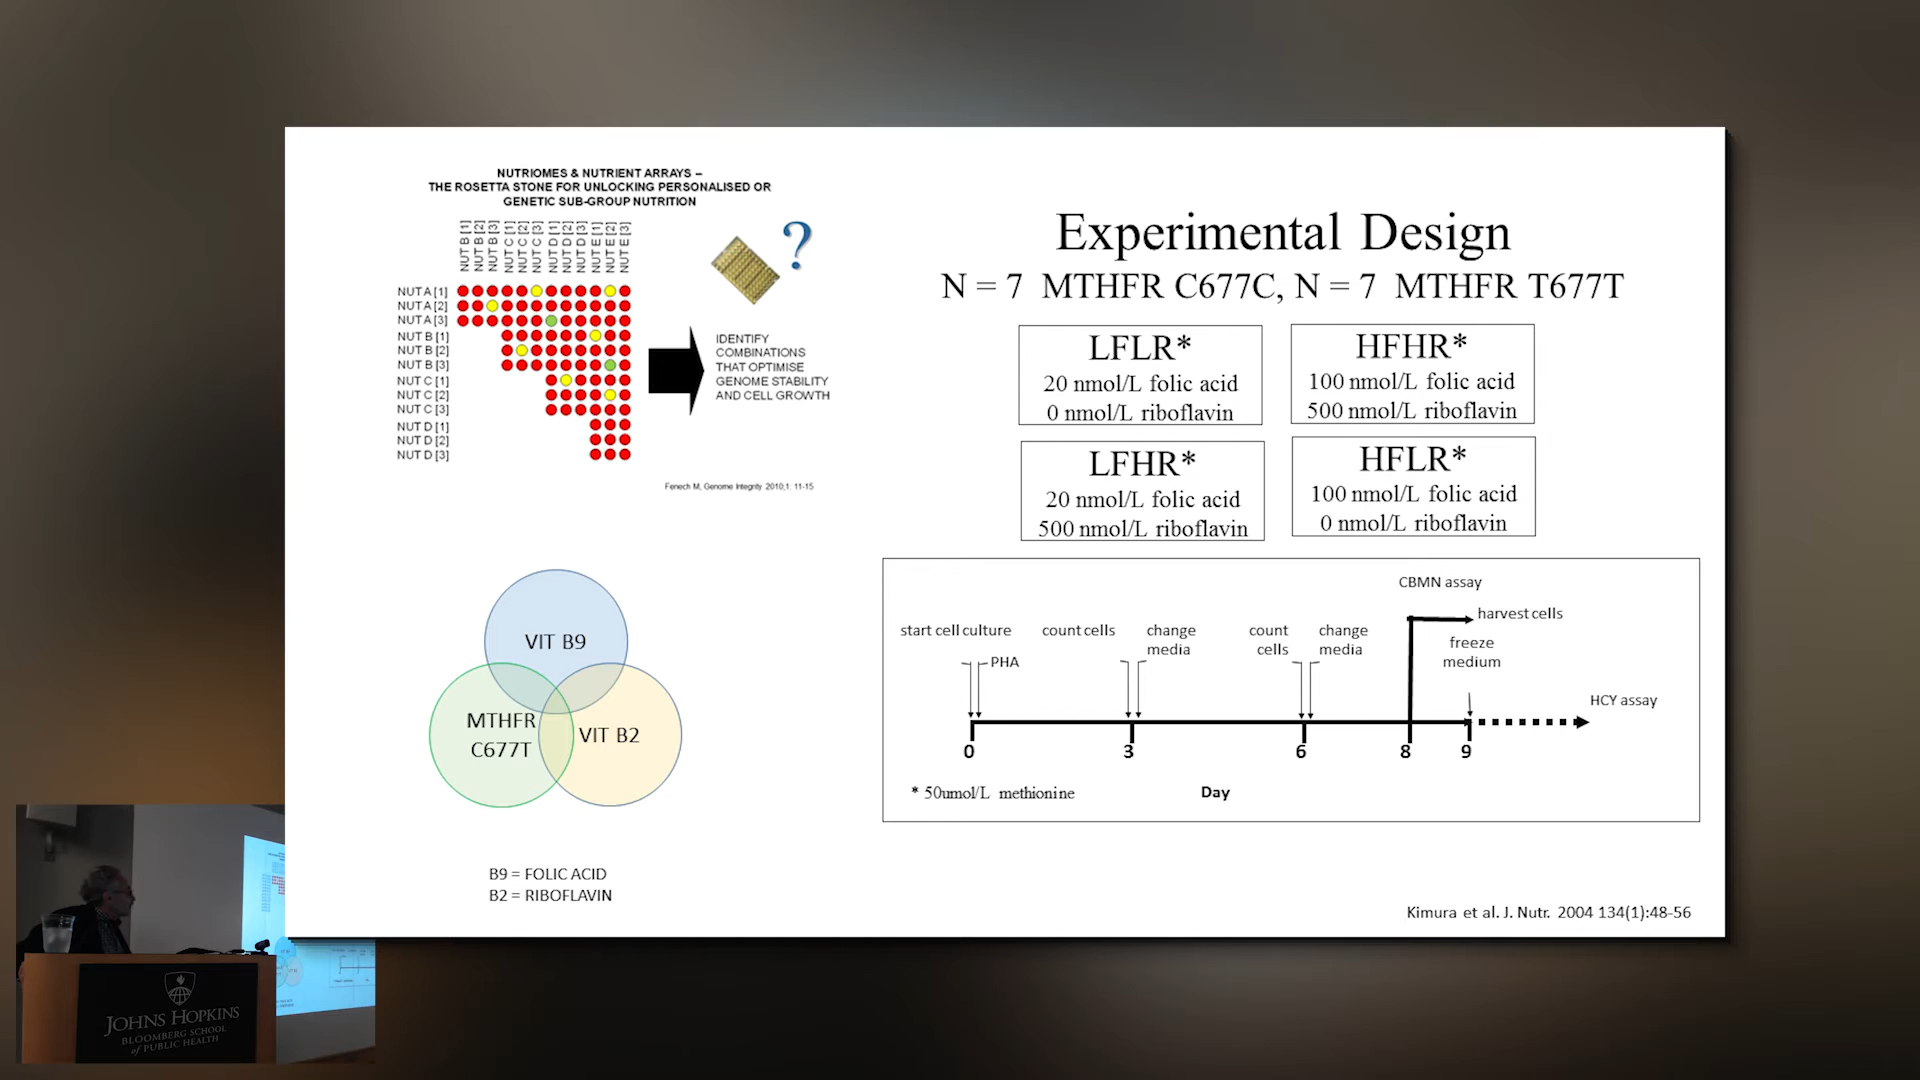 NUTRIOMES & NUTRIENT ARRAYS –
THE ROSETTA STONE FOR UNLOCKING PERSONALISED OR
GENETIC SUB-GROUP NUTRITION
NUT B [1]
NUT B [2]
NUT B [3]
NUT C [1]
NUT C [2]
NUT C [3]
NUT D [1]
NUT D [2]
NUT D [3]
NUT E [1]
NUT E [2]
NUT E [3]
NUT A [1]
NUT A [2]
NUT A [3]
NUT B [1]
NUT B [2]
NUT B [3]
NUT C [1]
NUT C [2]
NUT C [3]
NUT D [1]
NUT D [2]
NUT D [3]
?
IDENTIFY
COMBINATIONS
THAT OPTIMISE
GENOME STABILITY
AND CELL GROWTH
Fenech M, Genome Integrity 2010;1: 11-15
VIT B9
MTHFR
C677T
VIT B2
B9 = FOLIC ACID
B2 = RIBOFLAVIN
Experimental Design
N = 7 MTHFR C677C, N = 7 MTHFR T677T
LFLR*
20 nmol/L folic acid
0 nmol/L riboflavin
HFHR*
100 nmol/L folic acid
500 nmol/L riboflavin
LFHR*
20 nmol/L folic acid
500 nmol/L riboflavin
HFLR*
100 nmol/L folic acid
0 nmol/L riboflavin
CBMN assay
harvest cells
start cell culture
PHA
count cells
change
media
count
cells
change
media
freeze
medium
HCY assay
0
3
6
8
9
* 50umol/L methionine
Day
Kimura et al. J. Nutr. 2004 134(1):48-56
JOHNS HOPKINS
BLOOMBERG SCHOOL
of PUBLIC HEALTH